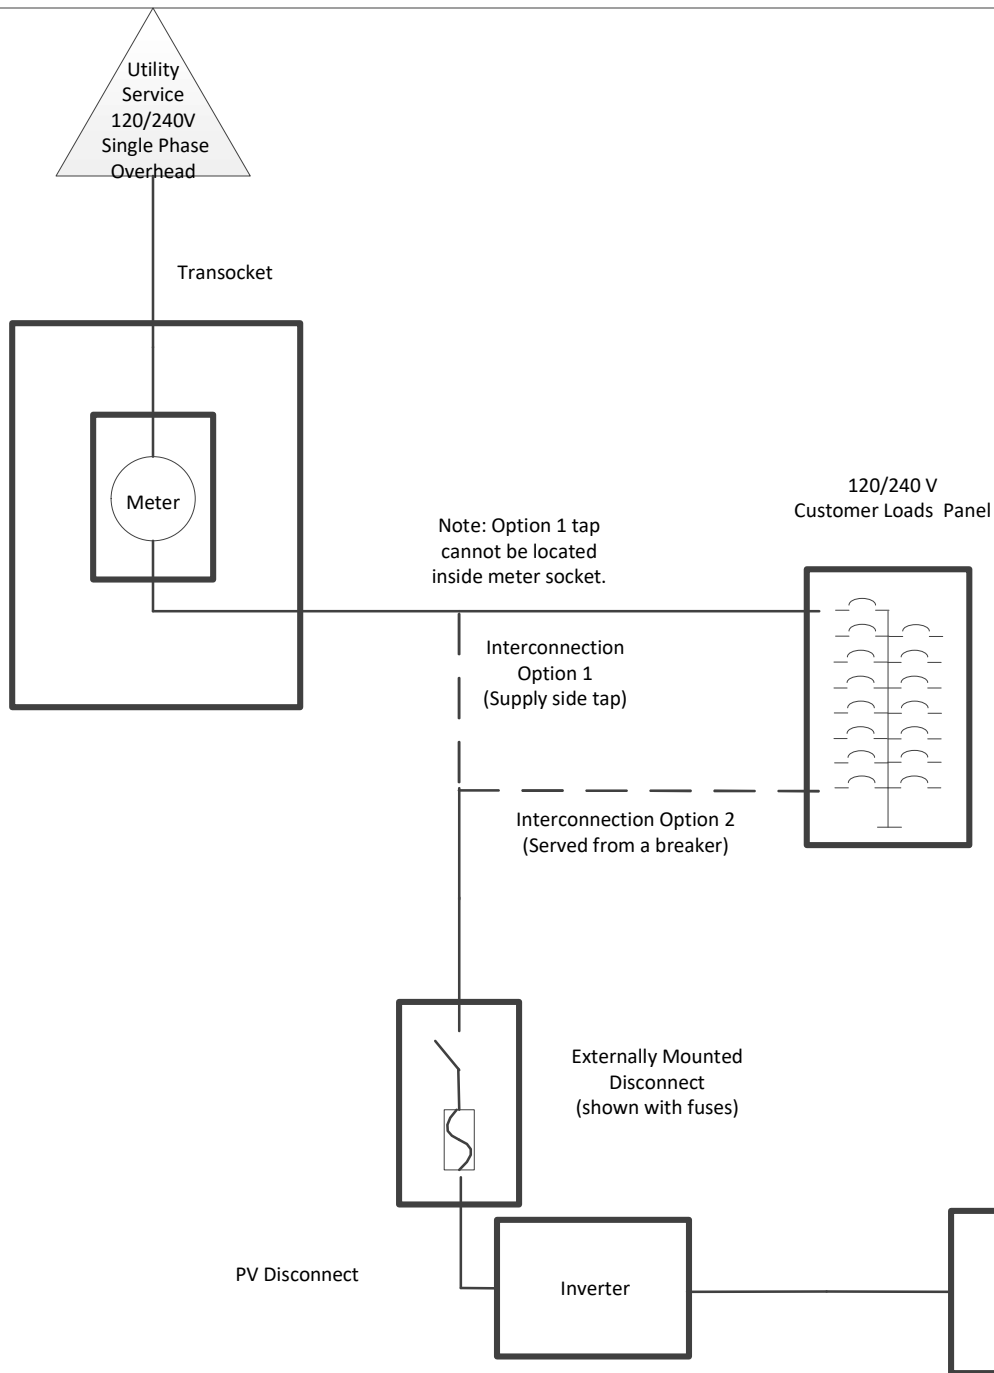 Utility
Service
120/240V
Single Phase
Overhead
Transocket
Meter
120/240 V
Customer Loads  Panel
Note: Option 1 tap
cannot be located
inside meter socket.
Interconnection
Option 1
(Supply side tap)
Interconnection Option 2
(Served from a breaker)
Externally Mounted
Disconnect
(shown with fuses)
PV Disconnect
Inverter